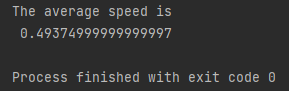 The average speed is
0.49374999999999997
Process finished with exit code 0